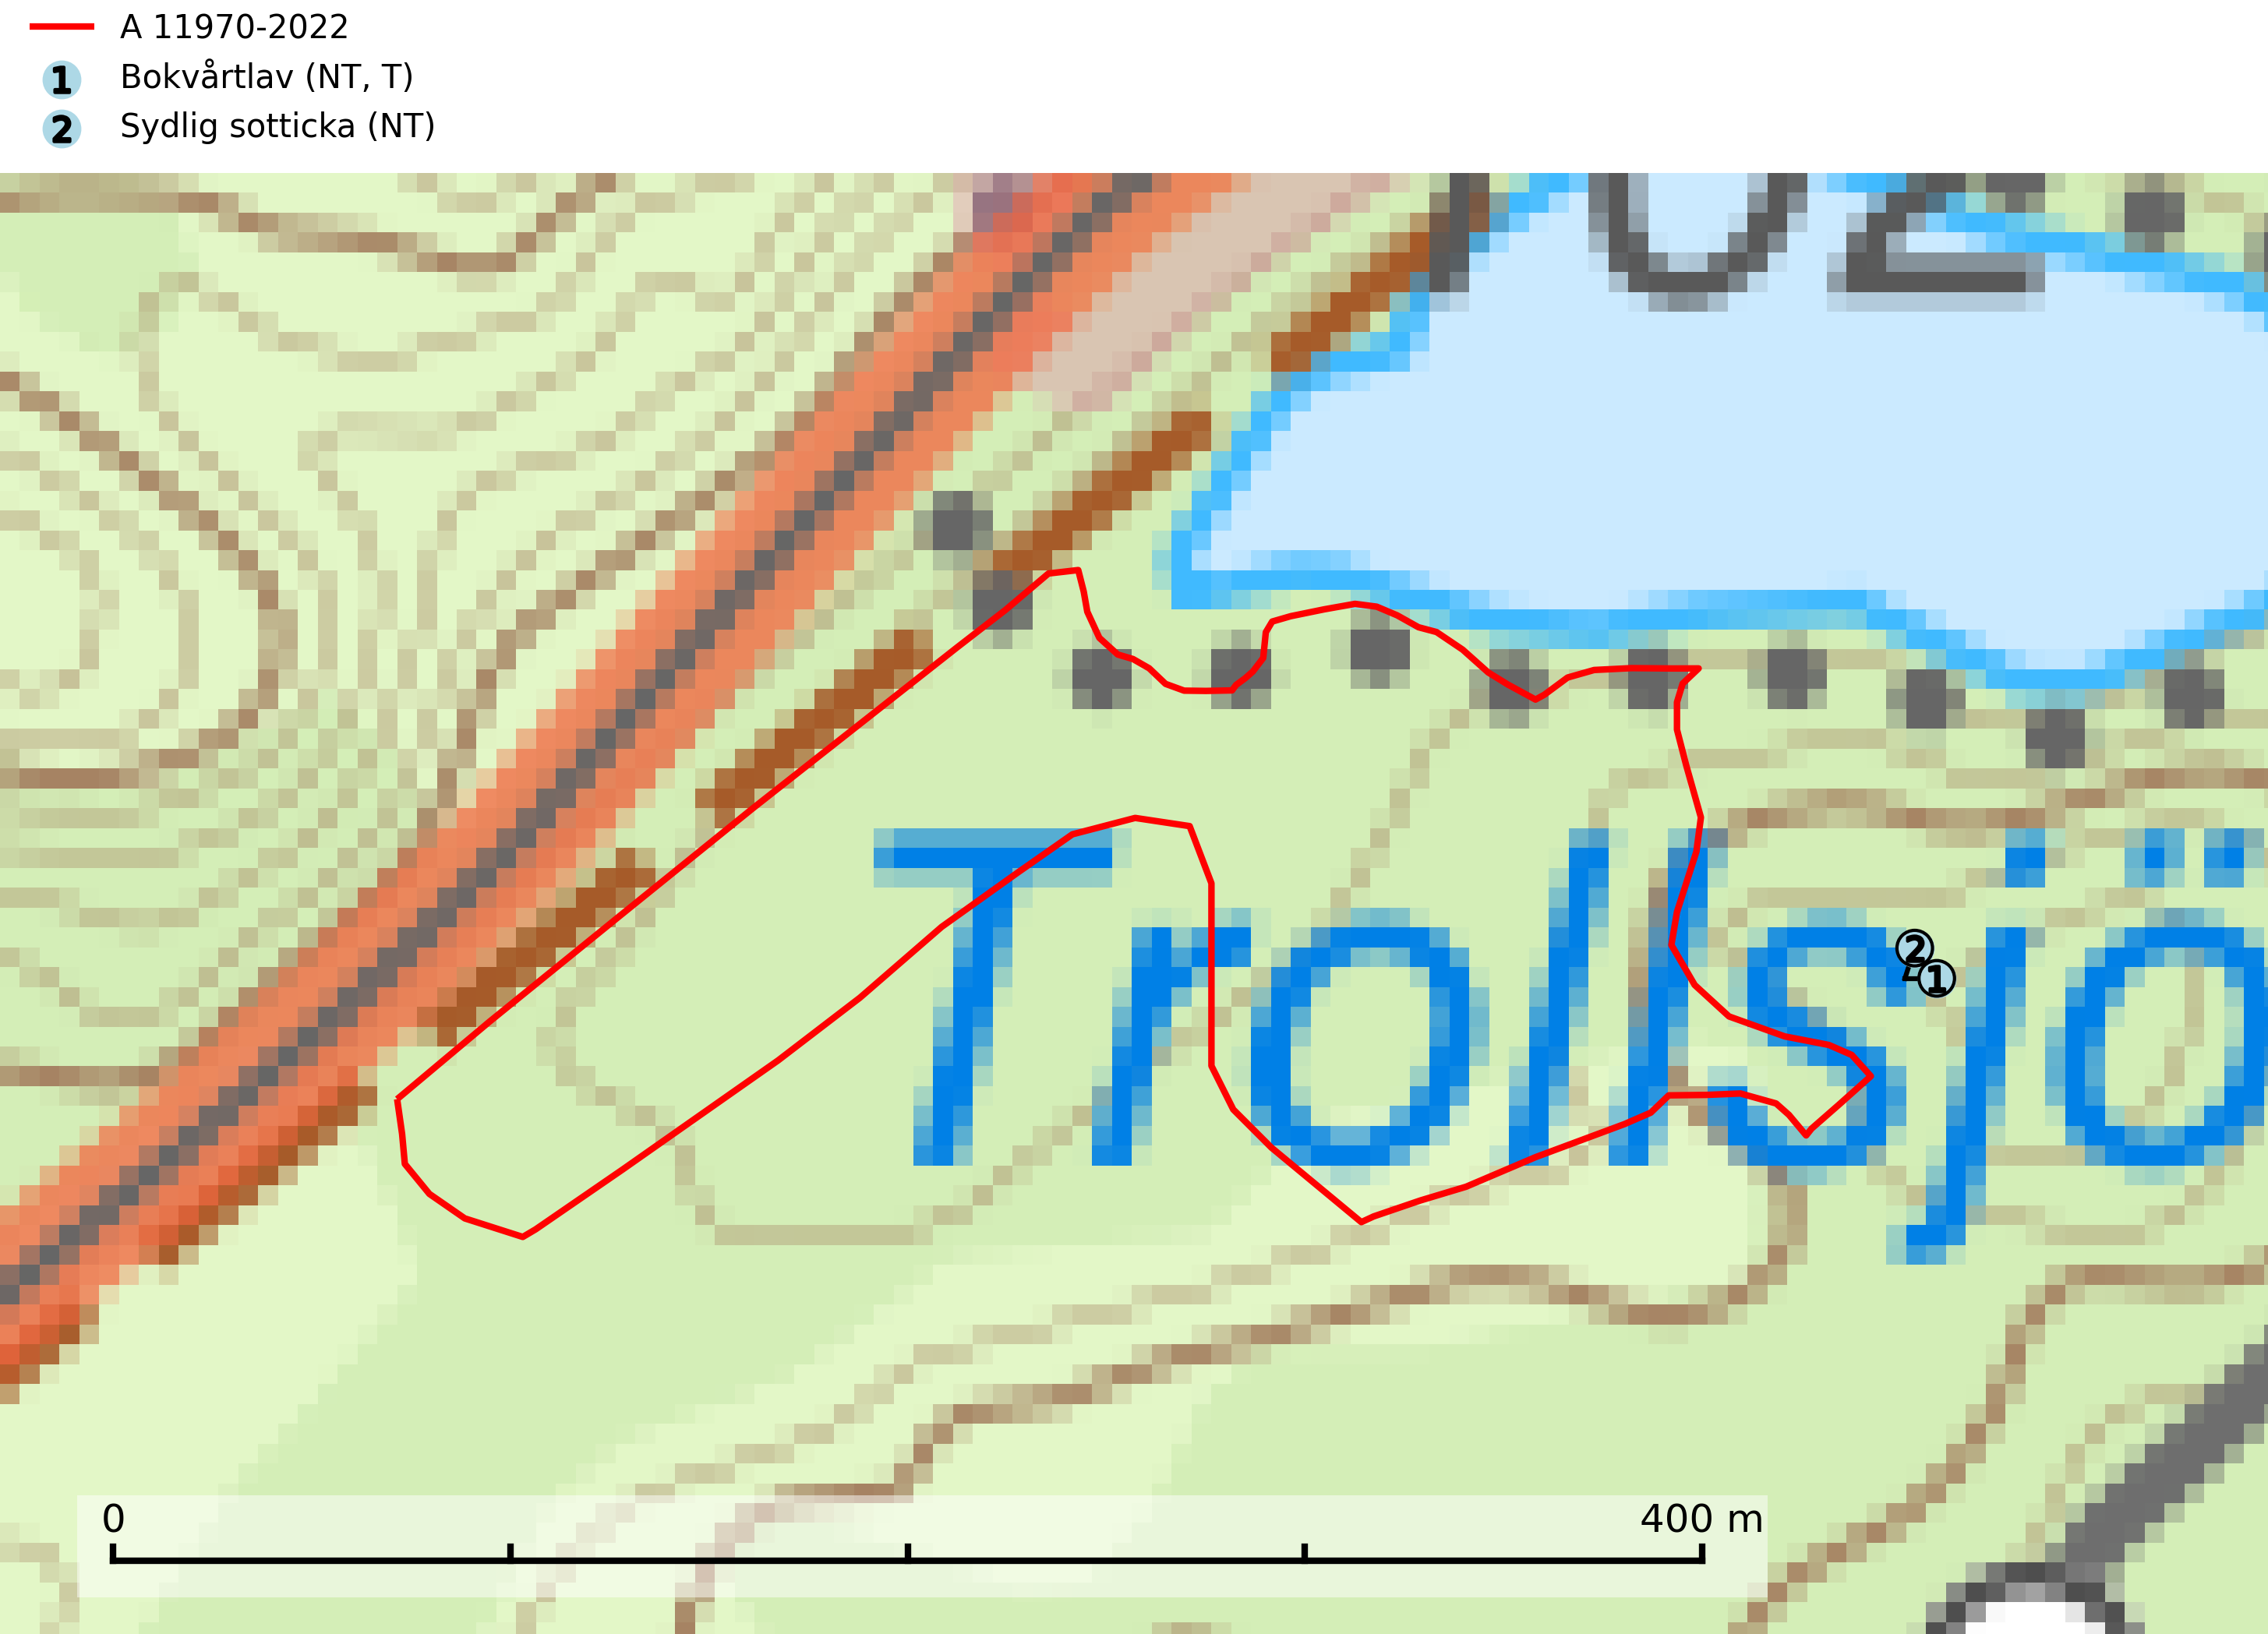 A 11970-2022
1 Bokvårtlav (NT, T)
2 Sydlig sotticka (NT)
Trollsjö
2
1
0 400 m